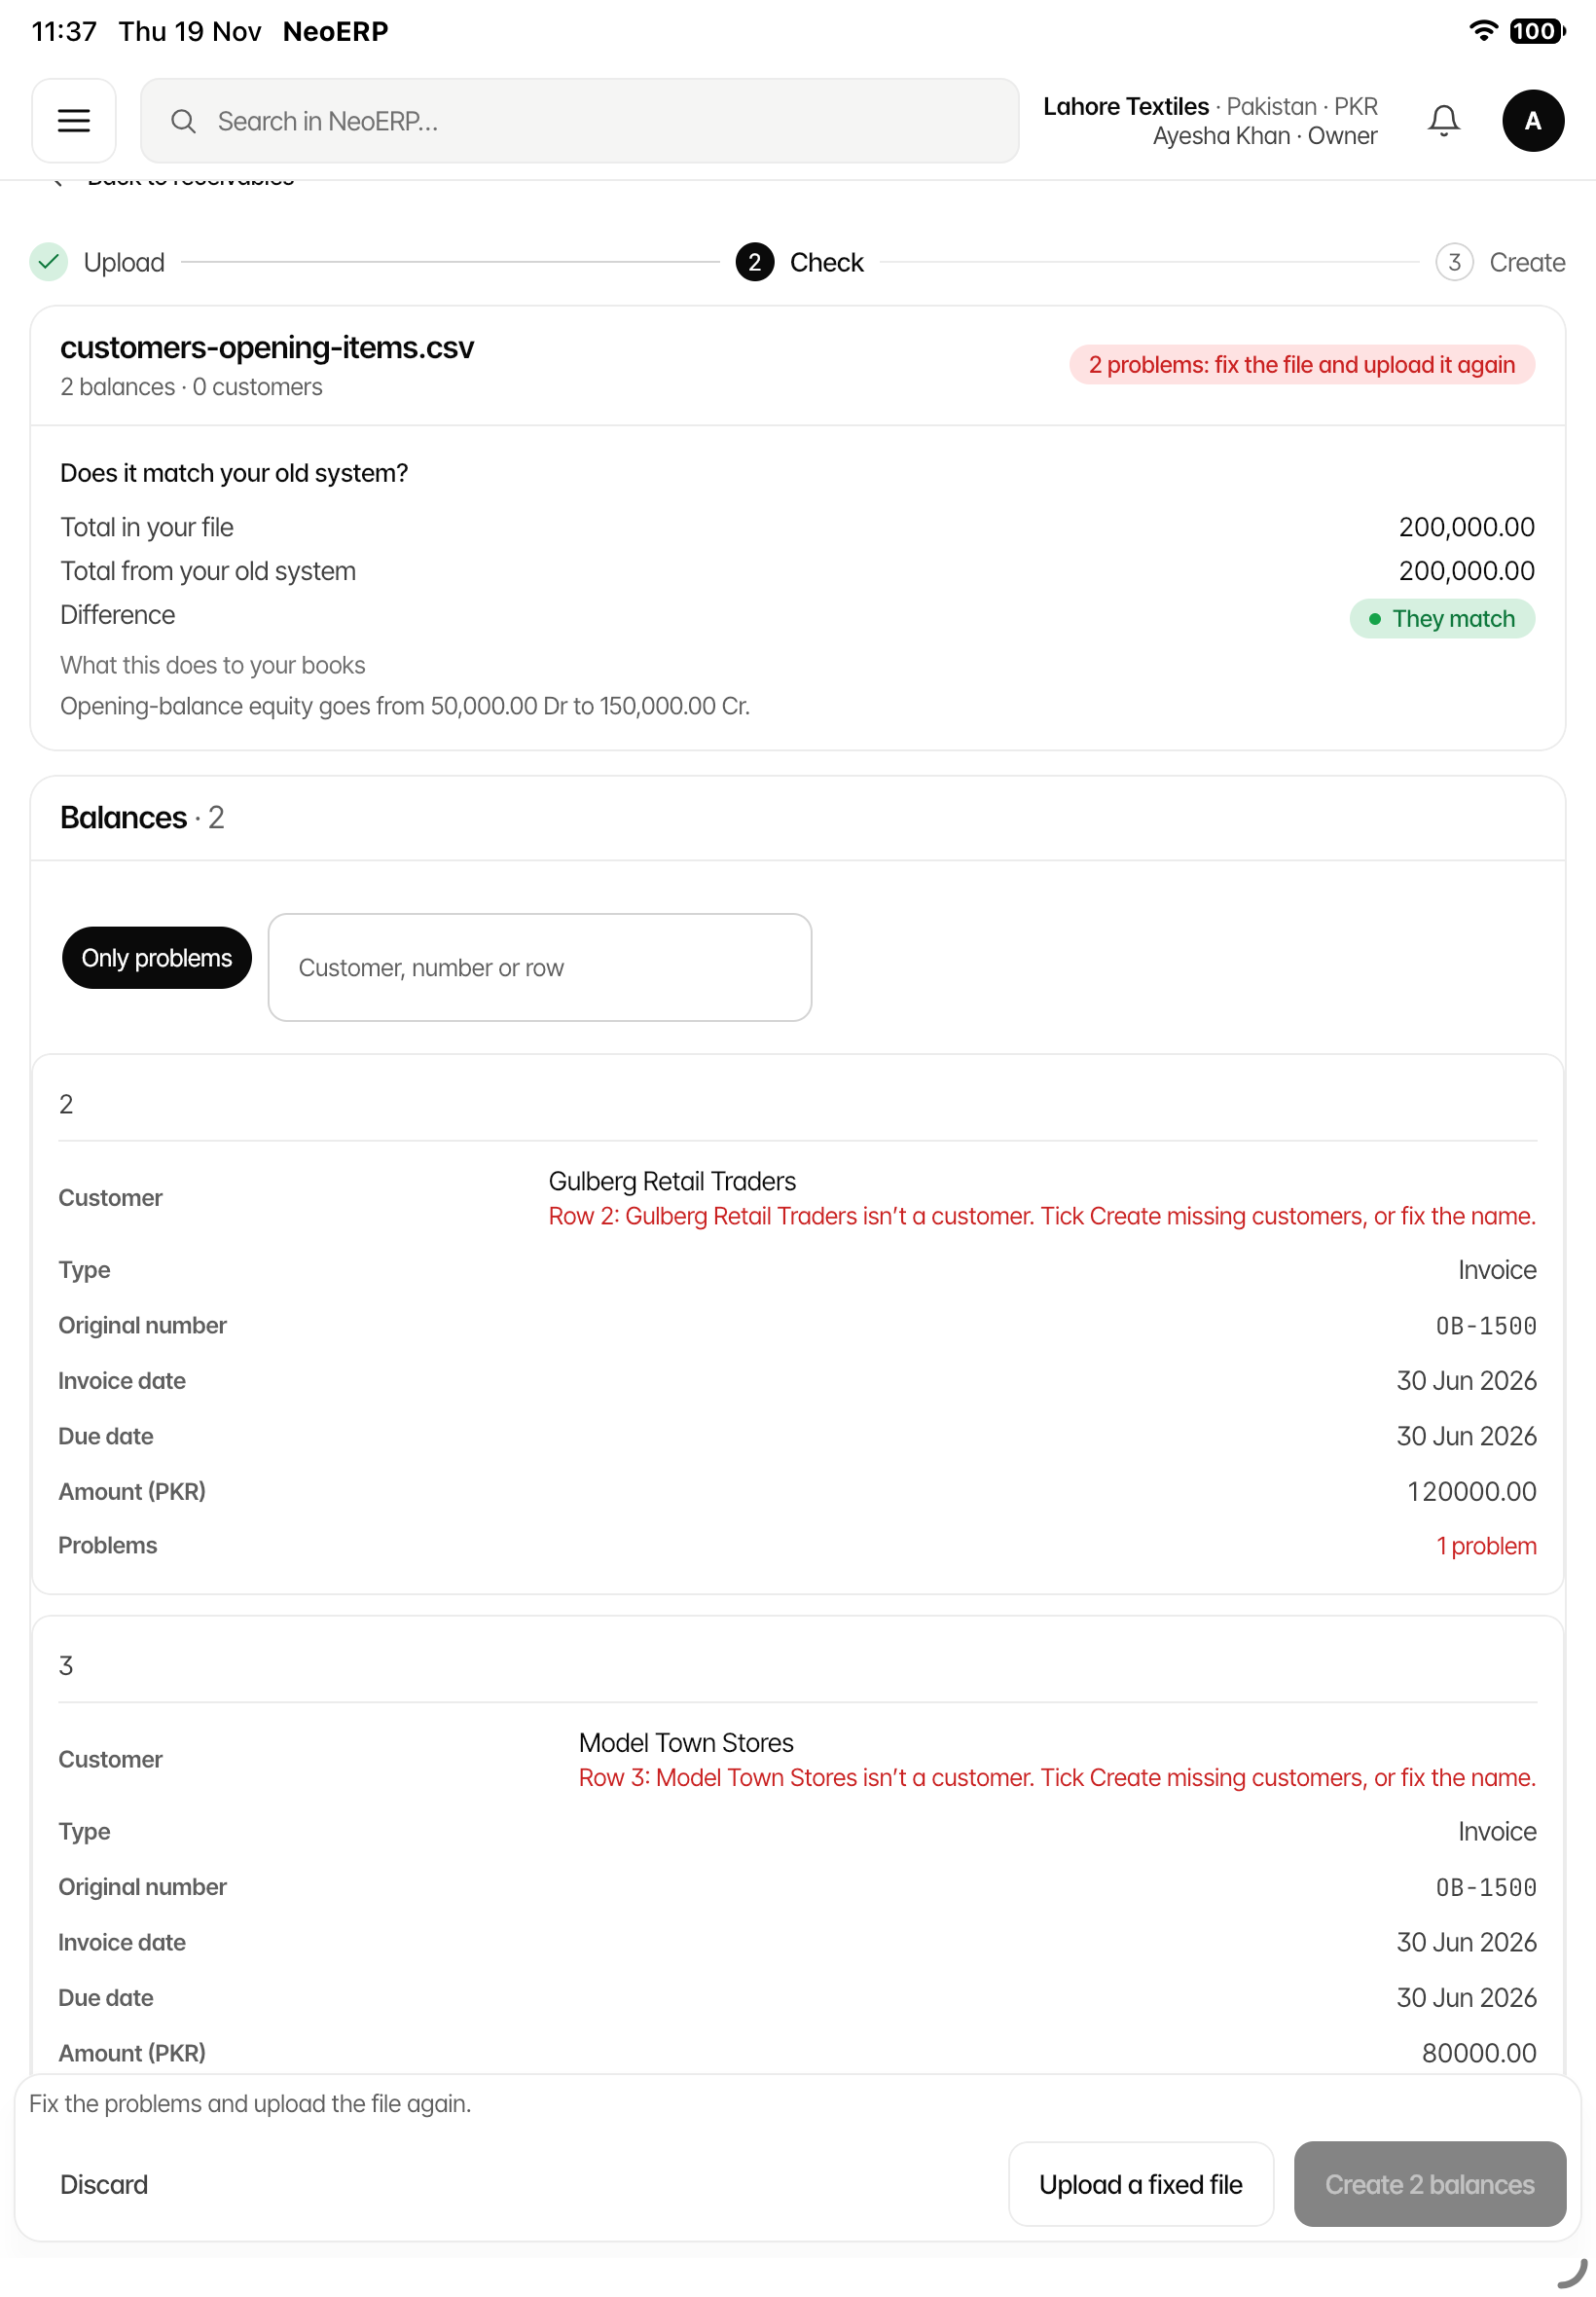 11:37 Thu 19 Nov NeoERP 100
Search in NeoERP...
Lahore Textiles · Pakistan · PKR
Ayesha Khan · Owner
A
Back to receivables
Upload
2 Check
3 Create
customers-opening-items.csv
2 balances · 0 customers
2 problems: fix the file and upload it again
Does it match your old system?
Total in your file 200,000.00
Total from your old system 200,000.00
Difference They match
What this does to your books
Opening-balance equity goes from 50,000.00 Dr to 150,000.00 Cr.
Balances · 2
Only problems
Customer, number or row
2
Customer Gulberg Retail Traders
Row 2: Gulberg Retail Traders isn’t a customer. Tick Create missing customers, or fix the name.
Type Invoice
Original number OB-1500
Invoice date 30 Jun 2026
Due date 30 Jun 2026
Amount (PKR) 120000.00
Problems 1 problem
3
Customer Model Town Stores
Row 3: Model Town Stores isn’t a customer. Tick Create missing customers, or fix the name.
Type Invoice
Original number OB-1500
Invoice date 30 Jun 2026
Due date 30 Jun 2026
Amount (PKR) 80000.00
Fix the problems and upload the file again.
Discard
Upload a fixed file
Create 2 balances